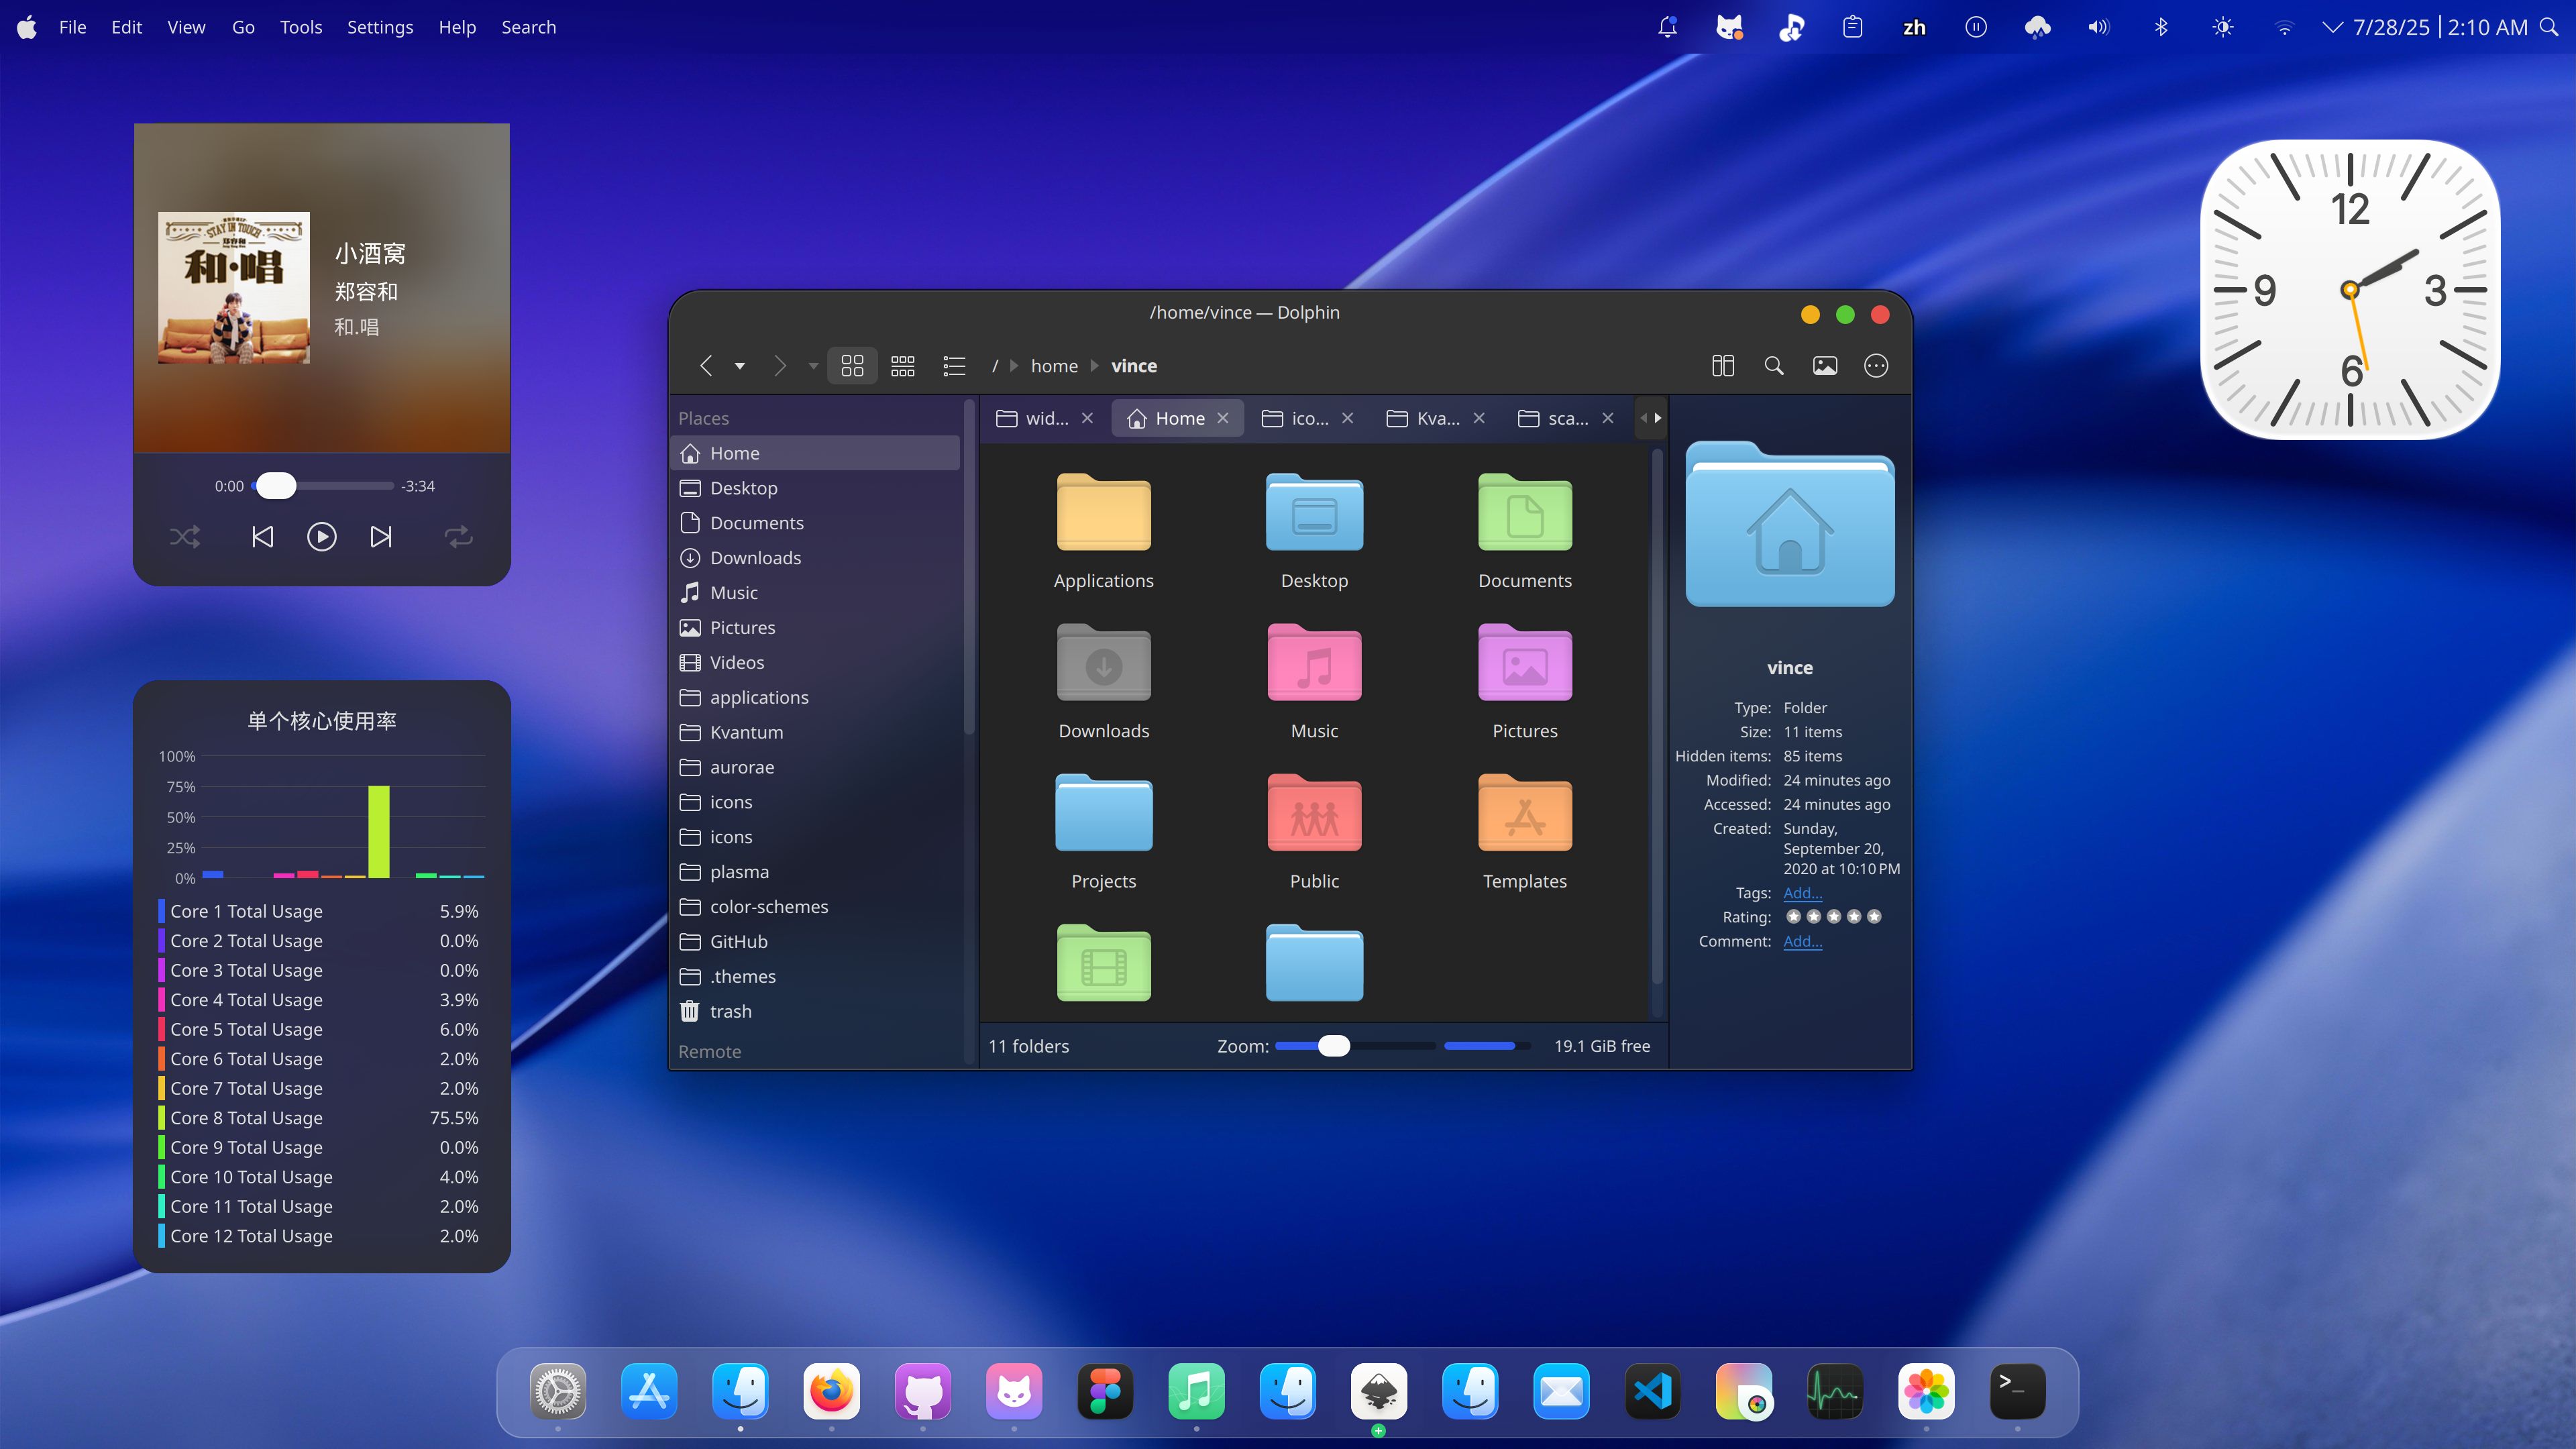 File Edit View Go Tools Settings Help Search
zh
7/28/25 | 2:10 AM
STAY IN TOUCH
郑容和
和·唱
小酒窝
郑容和
和.唱
0:00 -3:34
单个核心使用率
100%
75%
50%
25%
0%
Core 1 Total Usage 5.9%
Core 2 Total Usage 0.0%
Core 3 Total Usage 0.0%
Core 4 Total Usage 3.9%
Core 5 Total Usage 6.0%
Core 6 Total Usage 2.0%
Core 7 Total Usage 2.0%
Core 8 Total Usage 75.5%
Core 9 Total Usage 0.0%
Core 10 Total Usage 4.0%
Core 11 Total Usage 2.0%
Core 12 Total Usage 2.0%
/home/vince — Dolphin
/ home vince
Places
Home
Desktop
Documents
Downloads
Music
Pictures
Videos
applications
Kvantum
aurorae
icons
icons
plasma
color-schemes
GitHub
.themes
trash
Remote
wid... Home ico... Kva... sca...
Applications Desktop Documents
Downloads Music Pictures
Projects Public Templates
11 folders Zoom: 19.1 GiB free
vince
Type: Folder
Size: 11 items
Hidden items: 85 items
Modified: 24 minutes ago
Accessed: 24 minutes ago
Created: Sunday,
September 20,
2020 at 10:10 PM
Tags: Add...
Rating:
Comment: Add...
12
9 3
6
>_